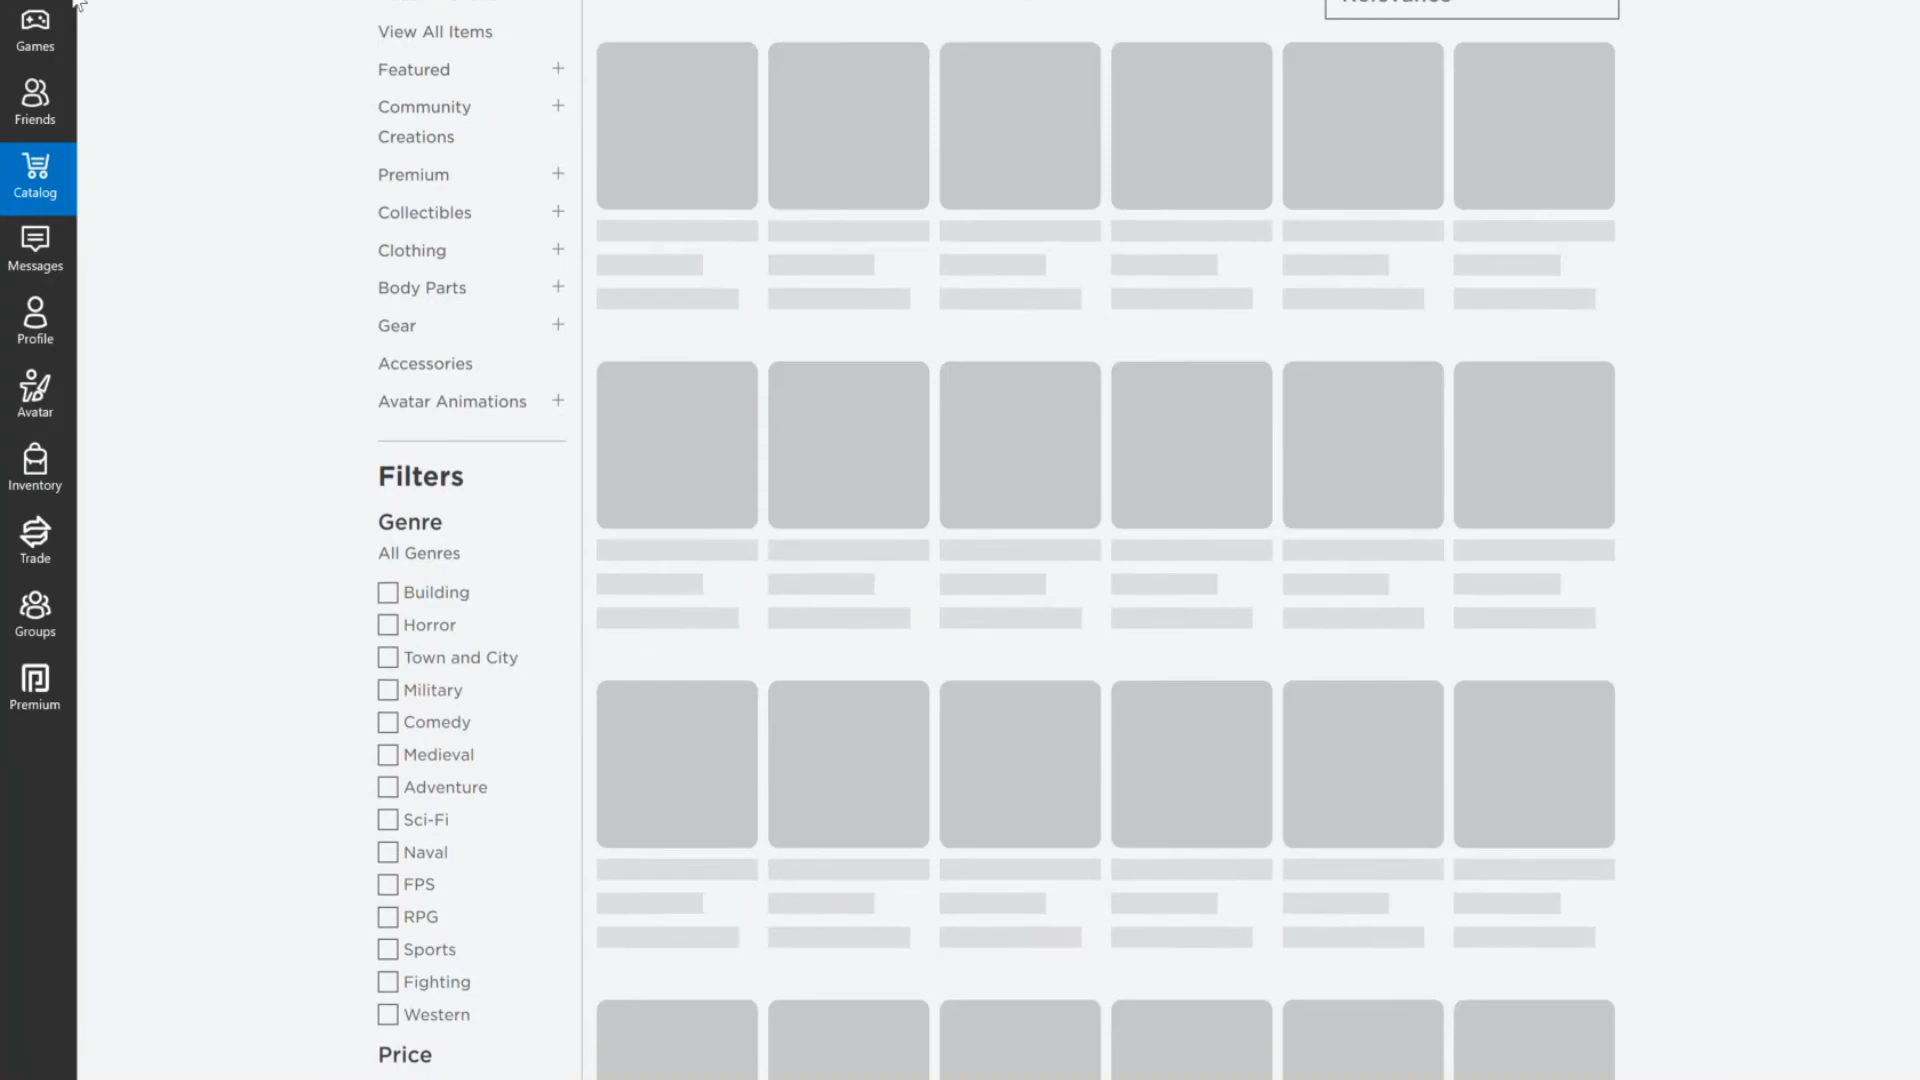 Games
Friends
Catalog
Messages
Profile
Avatar
Inventory
Trade
Groups
Premium
View All Items
Featured +
Community +
Creations
Premium +
Collectibles +
Clothing +
Body Parts +
Gear +
Accessories
Avatar Animations +
Filters
Genre
All Genres
Building
Horror
Town and City
Military
Comedy
Medieval
Adventure
Sci-Fi
Naval
FPS
RPG
Sports
Fighting
Western
Price